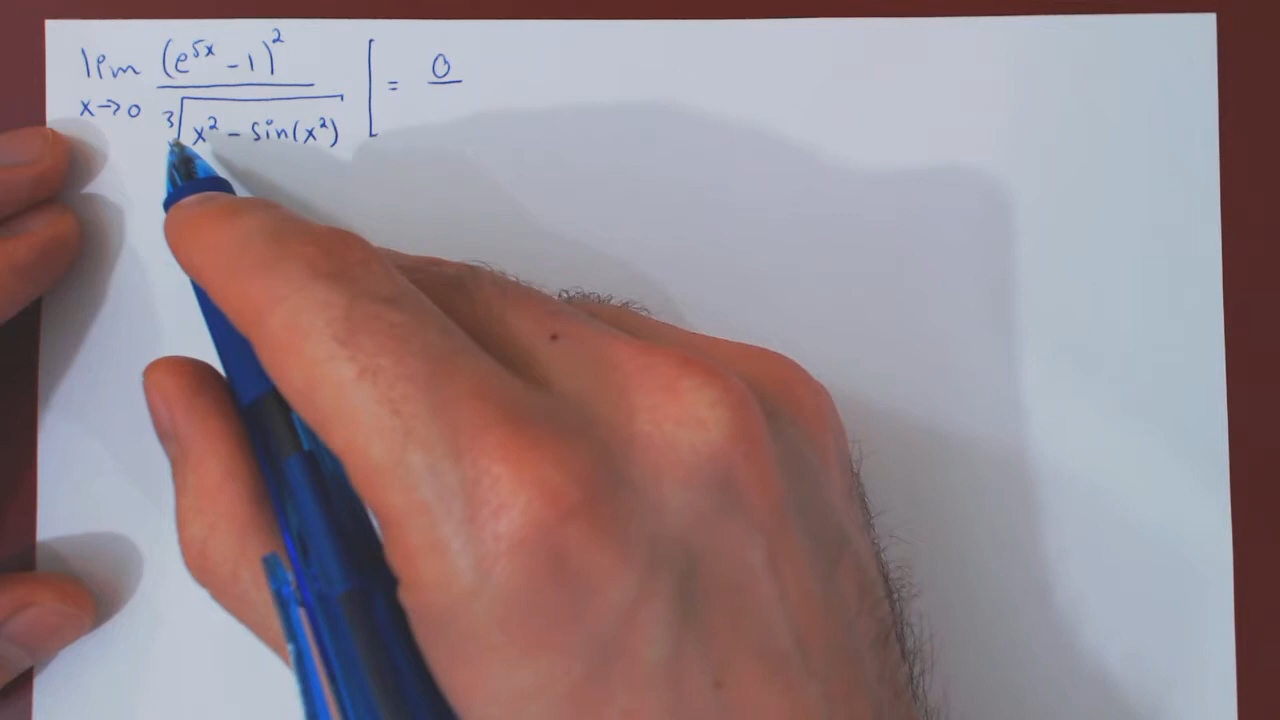 lim (e^5x - 1)^2 [ = 0
x→0 ∛x^2 - sin(x^2)